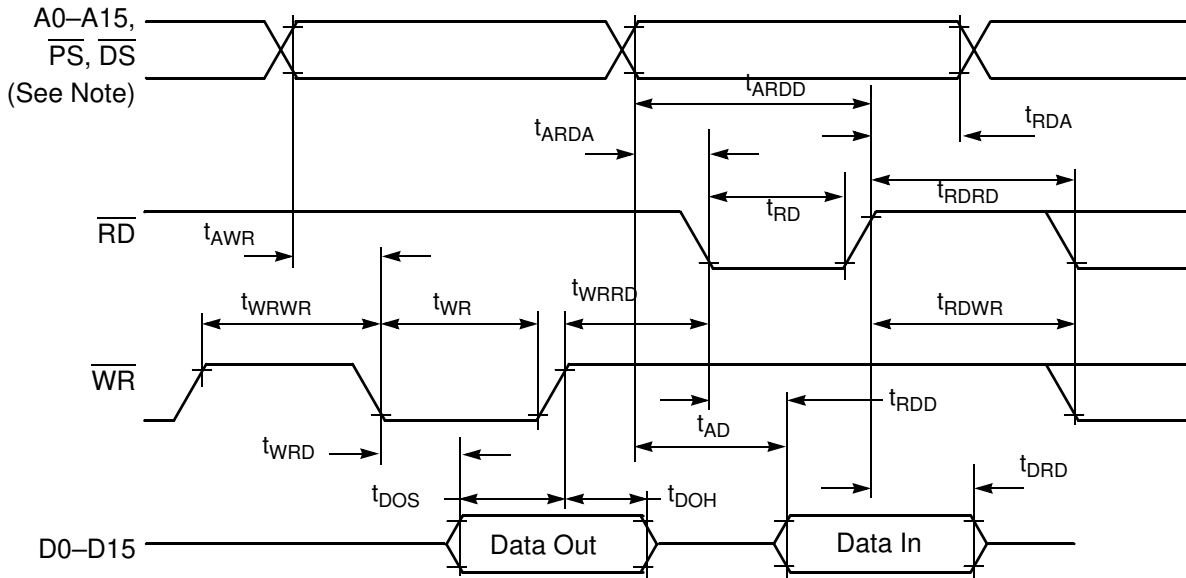 A0–A15,
PS, DS
(See Note)
tARDD
tRDA
tARDA
tRD
tRDRD
RD
tAWR
tWRWR
tWR
tWRRD
tRDWR
WR
tRDD
tAD
tWRD
tDRD
tDOS
tDOH
D0–D15
Data Out
Data In